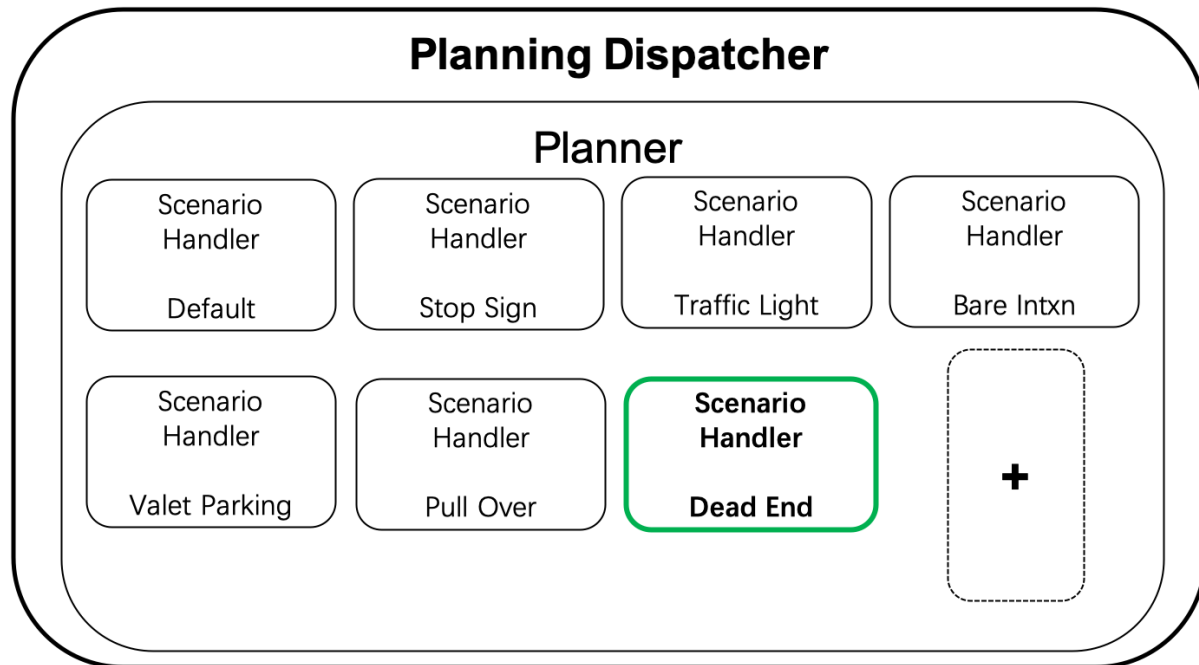 Planning Dispatcher
Planner
Scenario
Handler
Default
Scenario
Handler
Stop Sign
Scenario
Handler
Traffic Light
Scenario
Handler
Bare Intxn
Scenario
Handler
Valet Parking
Scenario
Handler
Pull Over
Scenario
Handler
Dead End
+